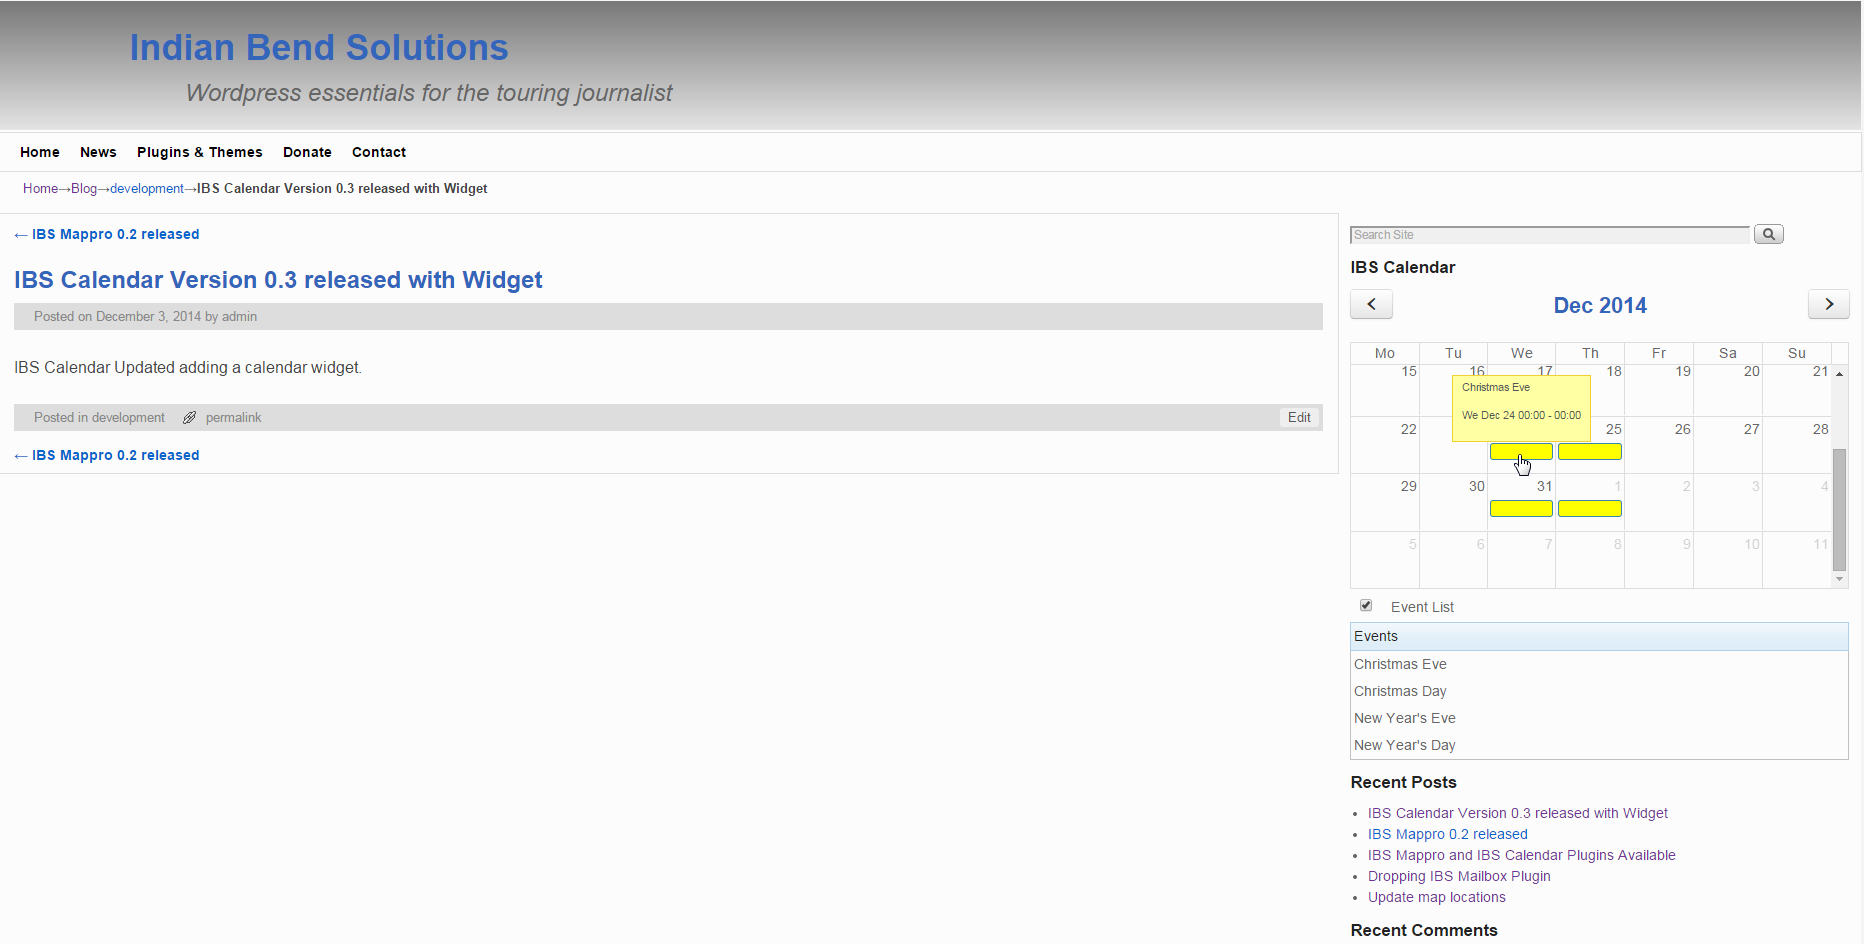 Indian Bend Solutions
Wordpress essentials for the touring journalist
Home News Plugins & Themes Donate Contact
Home→Blog→development→IBS Calendar Version 0.3 released with Widget
← IBS Mappro 0.2 released
IBS Calendar Version 0.3 released with Widget
Posted on December 3, 2014 by admin
IBS Calendar Updated adding a calendar widget.
Posted in development permalink Edit
← IBS Mappro 0.2 released
Search Site
IBS Calendar
Dec 2014
Mo Tu We Th Fr Sa Su
15 16 17 18 19 20 21
Christmas Eve
We Dec 24 00:00 - 00:00
22 25 26 27 28
29 30 31 1 2 3 4
5 6 7 8 9 10 11
Event List
Events
Christmas Eve
Christmas Day
New Year's Eve
New Year's Day
Recent Posts
• IBS Calendar Version 0.3 released with Widget
• IBS Mappro 0.2 released
• IBS Mappro and IBS Calendar Plugins Available
• Dropping IBS Mailbox Plugin
• Update map locations
Recent Comments